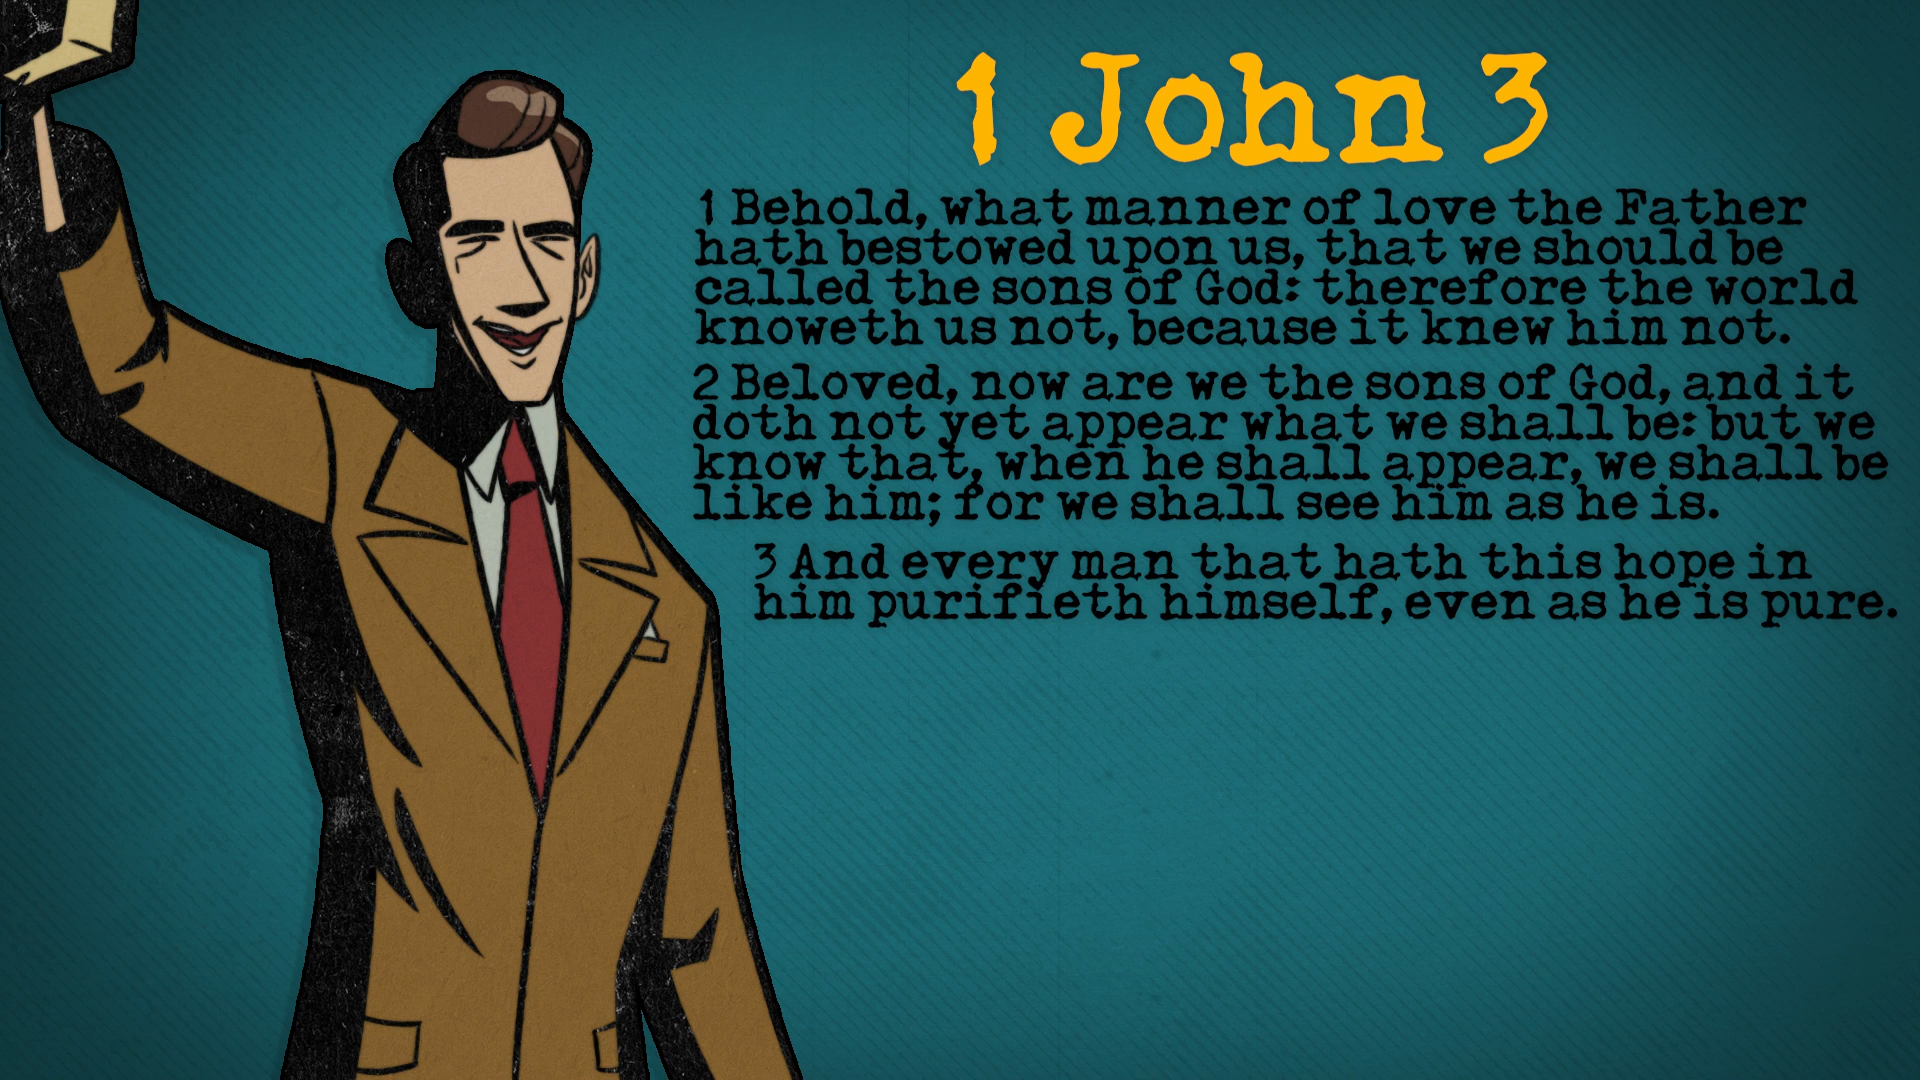 1 John 3
1 Behold, what manner of love the Father
hath bestowed upon us, that we should be
called the sons of God: therefore the world
knoweth us not, because it knew him not.
2 Beloved, now are we the sons of God, and it
doth not yet appear what we shall be: but we
know that, when he shall appear, we shall be
like him; for we shall see him as he is.
3 And every man that hath this hope in
him purifieth himself, even as he is pure.